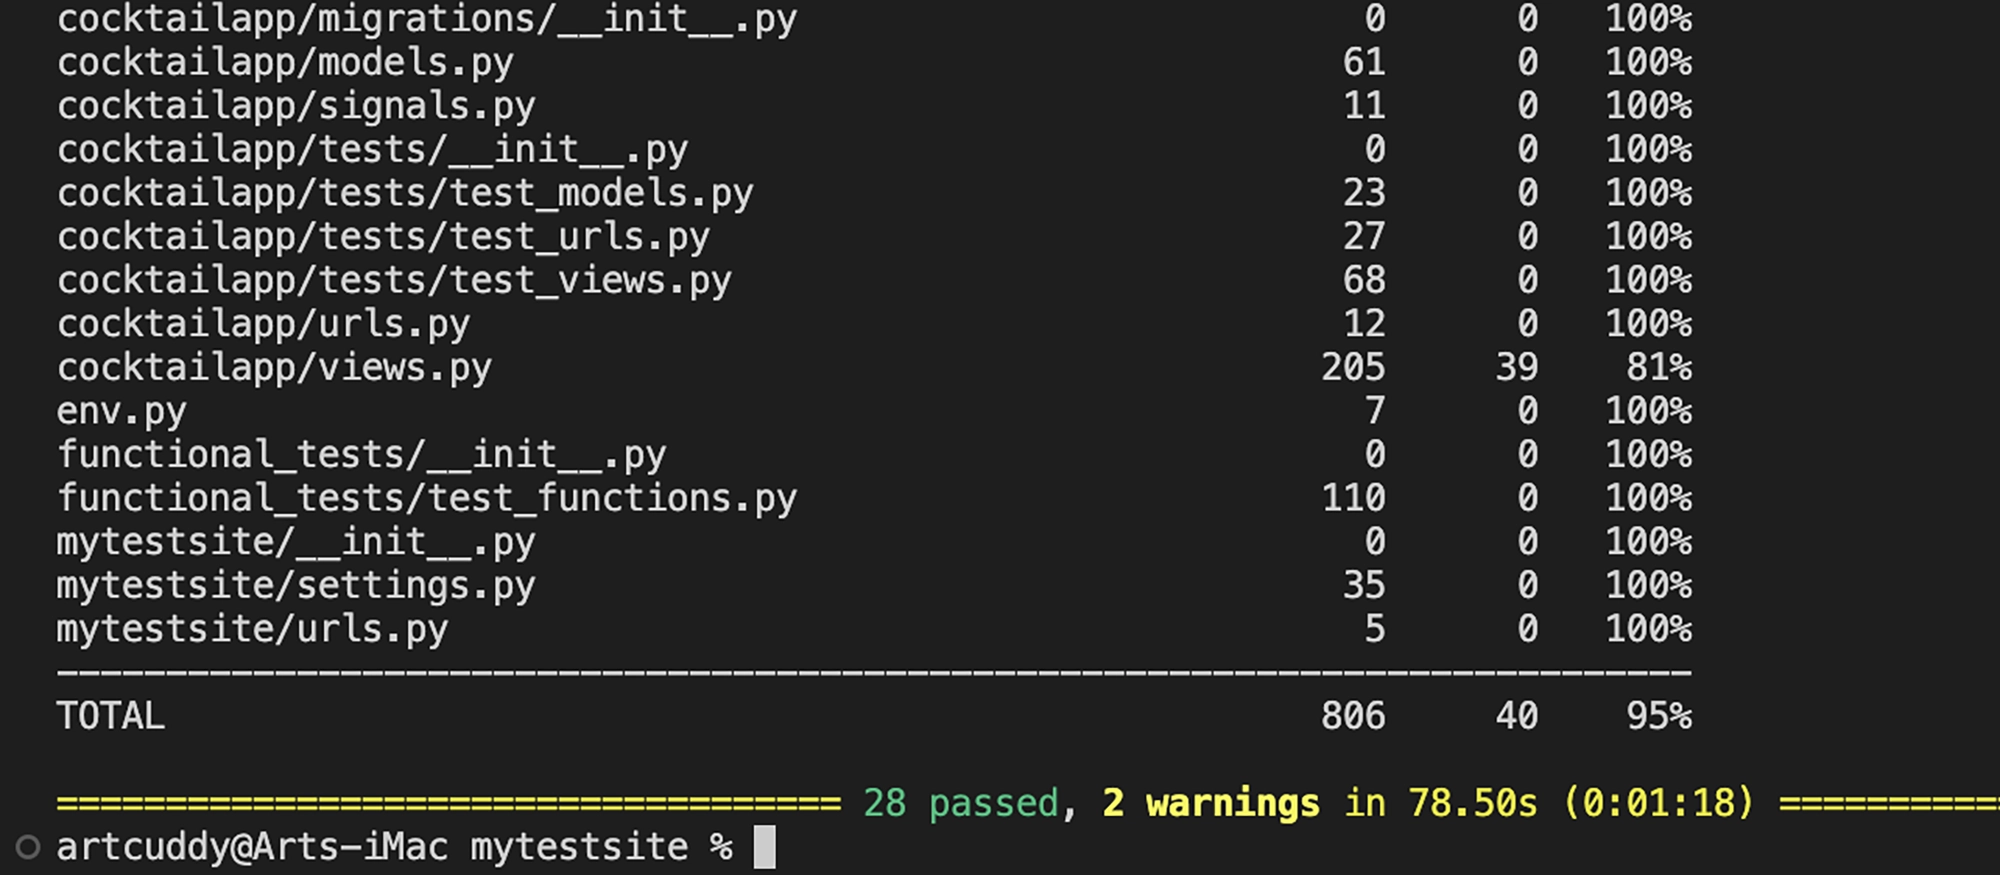 cocktailapp/migrations/__init__.py 0 0 100%
cocktailapp/models.py 61 0 100%
cocktailapp/signals.py 11 0 100%
cocktailapp/tests/__init__.py 0 0 100%
cocktailapp/tests/test_models.py 23 0 100%
cocktailapp/tests/test_urls.py 27 0 100%
cocktailapp/tests/test_views.py 68 0 100%
cocktailapp/urls.py 12 0 100%
cocktailapp/views.py 205 39 81%
env.py 7 0 100%
functional_tests/__init__.py 0 0 100%
functional_tests/test_functions.py 110 0 100%
mytestsite/__init__.py 0 0 100%
mytestsite/settings.py 35 0 100%
mytestsite/urls.py 5 0 100%
---------------------------------------------------------------------------
TOTAL 806 40 95%
==================================== 28 passed, 2 warnings in 78.50s (0:01:18) ==========
artcuddy@Arts-iMac mytestsite %